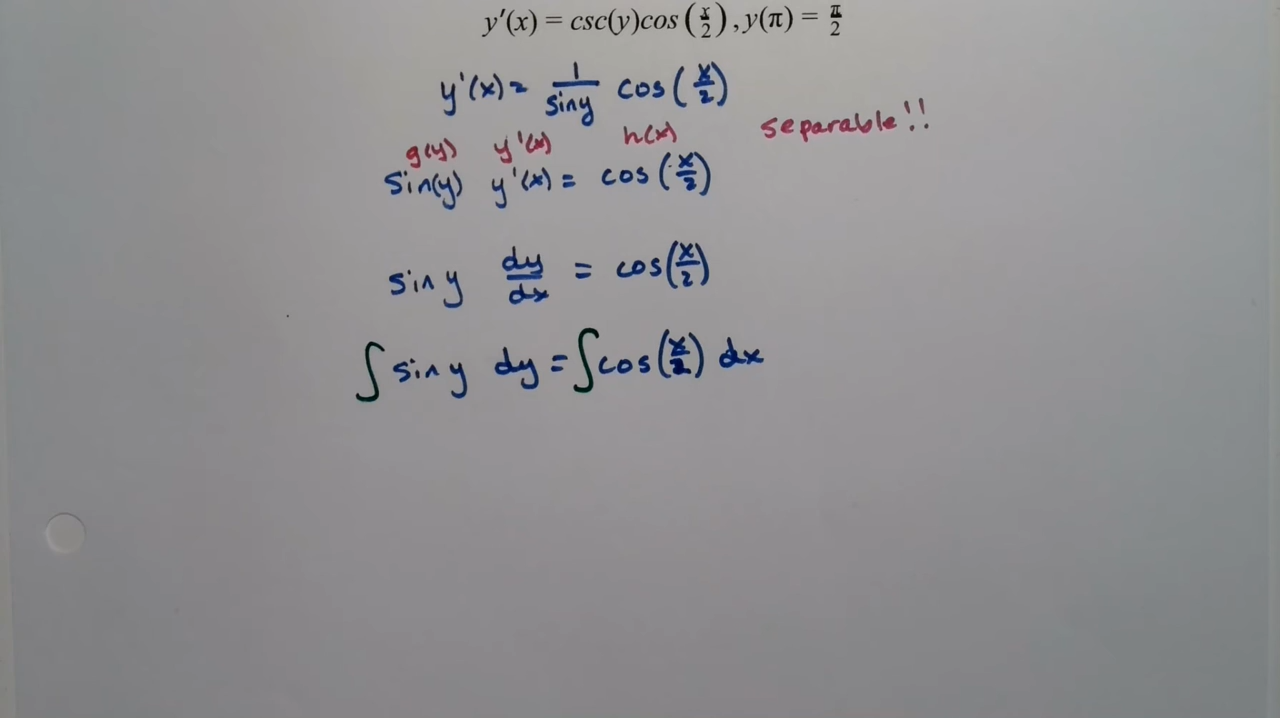 y′(x) = csc(y)cos(x/2), y(π) = π/2
y'(x) = 1/siny cos(x/2)
separable!!
g(y) y'(x) h(x)
sin(y) y'(x) = cos(x/2)
sin y dy/dx = cos(x/2)
∫ sin y dy = ∫cos(x/2) dx